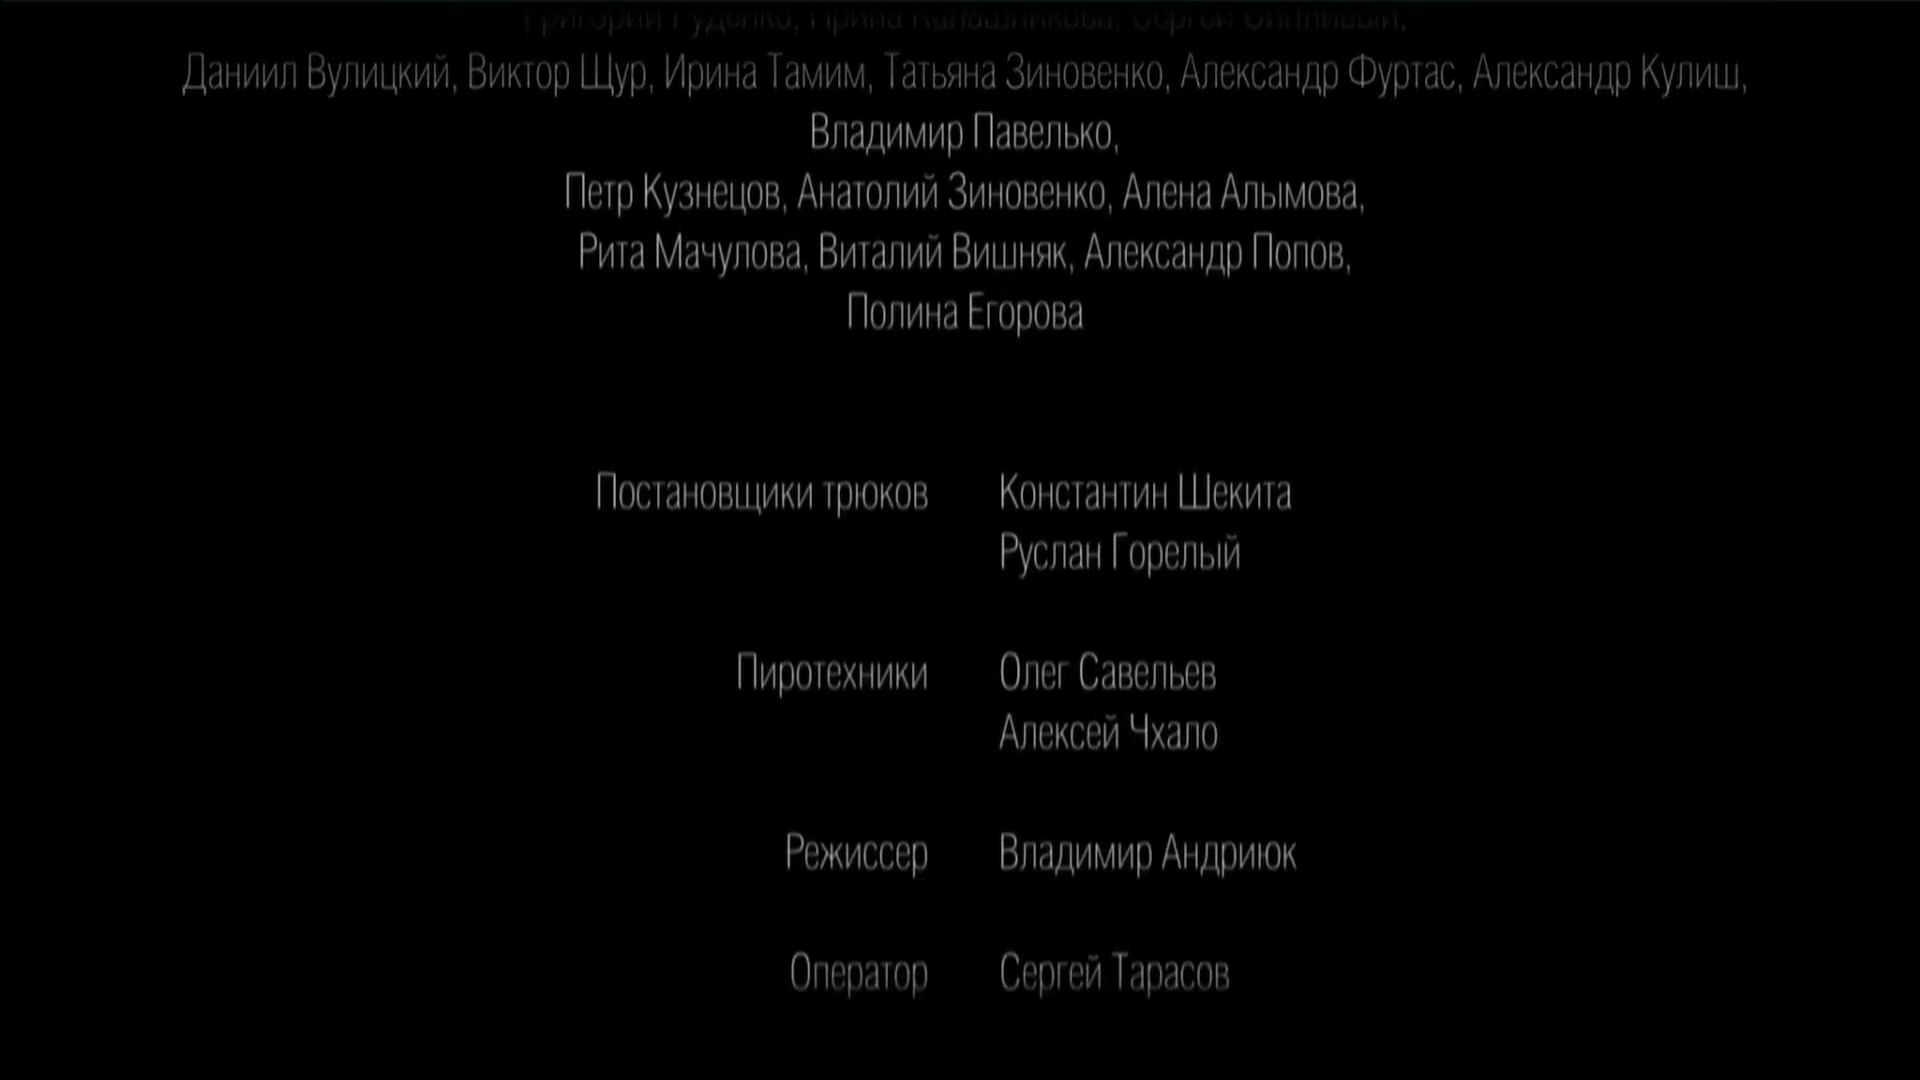 Даниил Вулицкий, Виктор Щур, Ирина Тамим, Татьяна Зиновенко, Александр Фуртас, Александр Кулиш,
Владимир Павелько,
Петр Кузнецов, Анатолий Зиновенко, Алена Алымова,
Рита Мачулова, Виталий Вишняк, Александр Попов,
Полина Егорова
Постановщики трюков Константин Шекита
Руслан Горелый
Пиротехники Олег Савельев
Алексей Чхало
Режиссер Владимир Андриюк
Оператор Сергей Тарасов